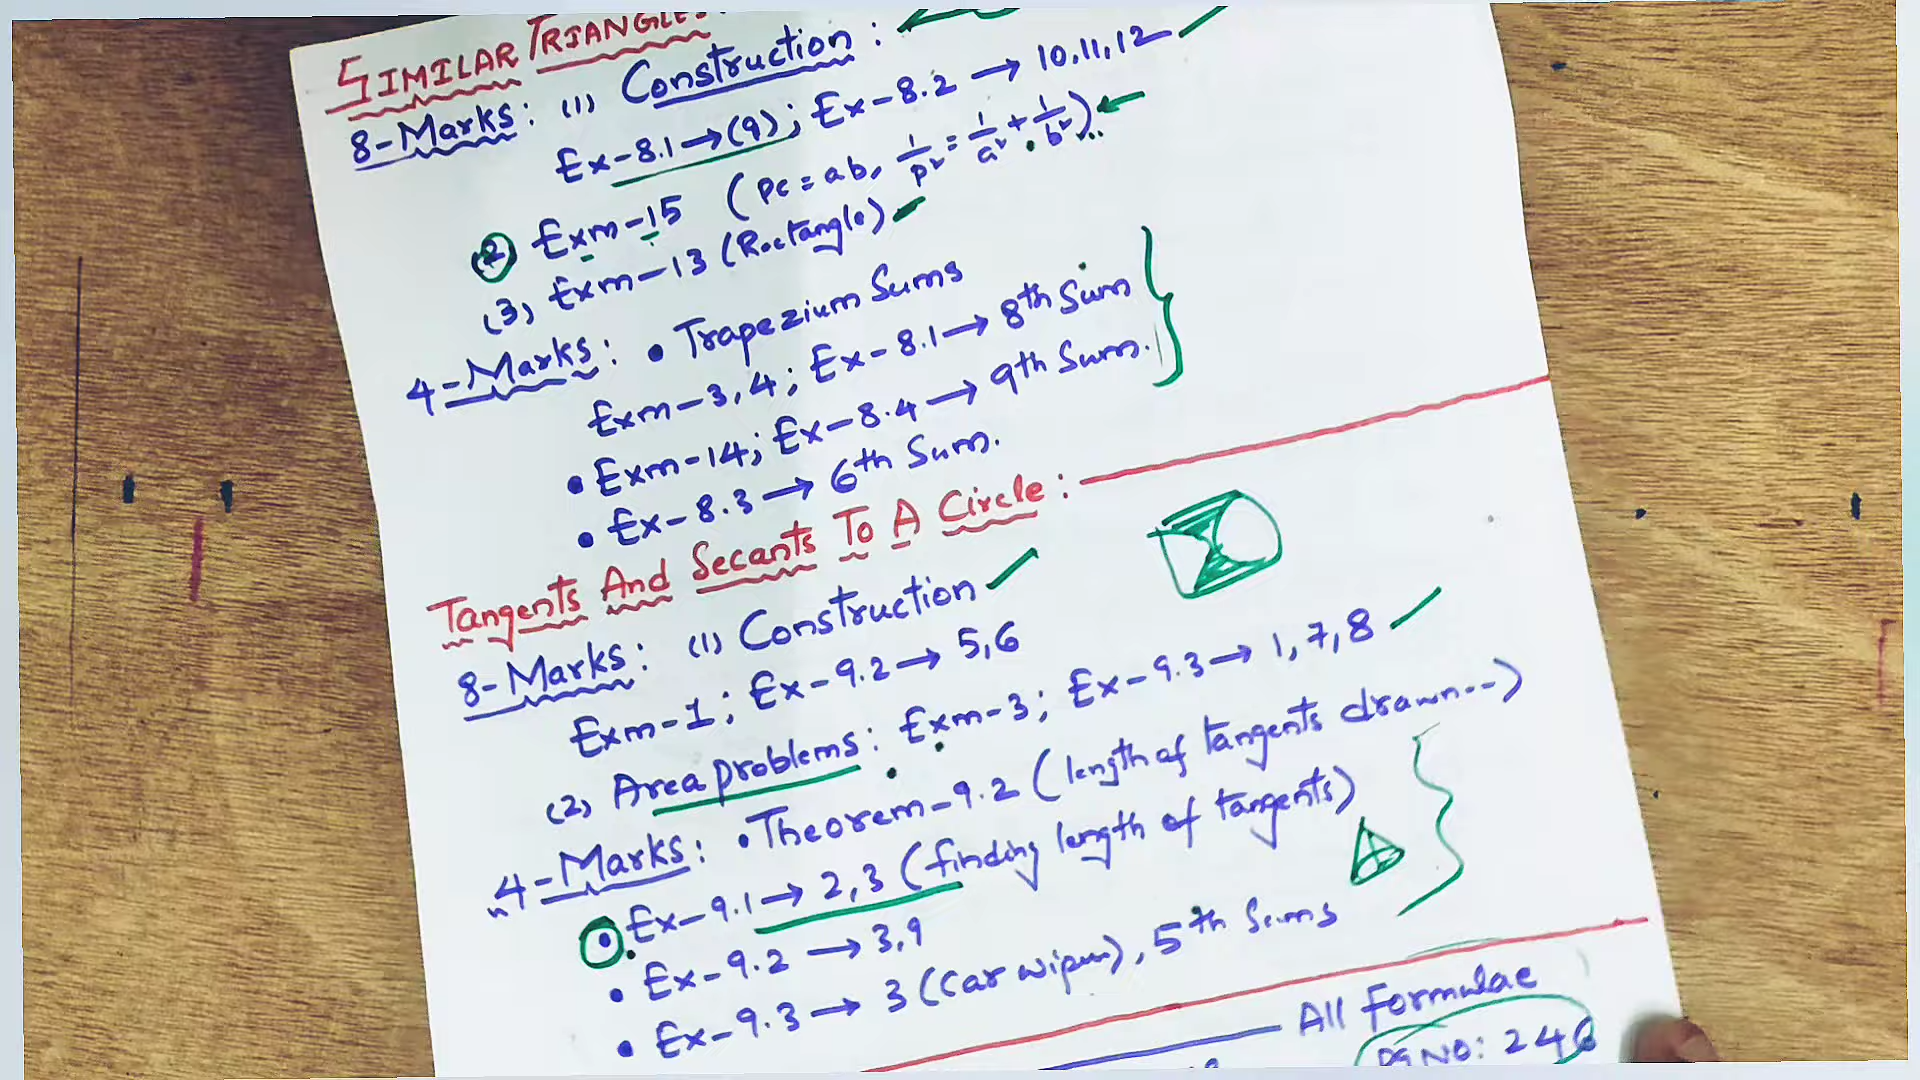 SIMILAR TRIANGLES:
8-Marks: (1) Construction:
Ex-8.1→(9); Ex-8.2 → 10,11,12
(2) Exm-15 (pc=ab, 1/p²=1/a²+1/b²)
(3) Exm-13 (Rectangle)
4-Marks: • Trapezium Sums
Exm-3,4; Ex-8.1→ 8th Sum
• Exm-14; Ex-8.4→ 9th Sum.
• Ex-8.3→ 6th Sum.
Tangents And Secants To A Circle:
8-Marks: (1) Construction
Exm-1; Ex-9.2→ 5,6
(2) Area problems: Exm-3; Ex-9.3→ 1,7,8
4-Marks: • Theorem-9.2 (length of tangents drawn--)
• Ex-9.1→ 2,3 (finding length of tangents)
• Ex-9.2 → 3,9
• Ex-9.3→ 3 (Car wiper), 5th Sums
All formulae
PG NO: 246